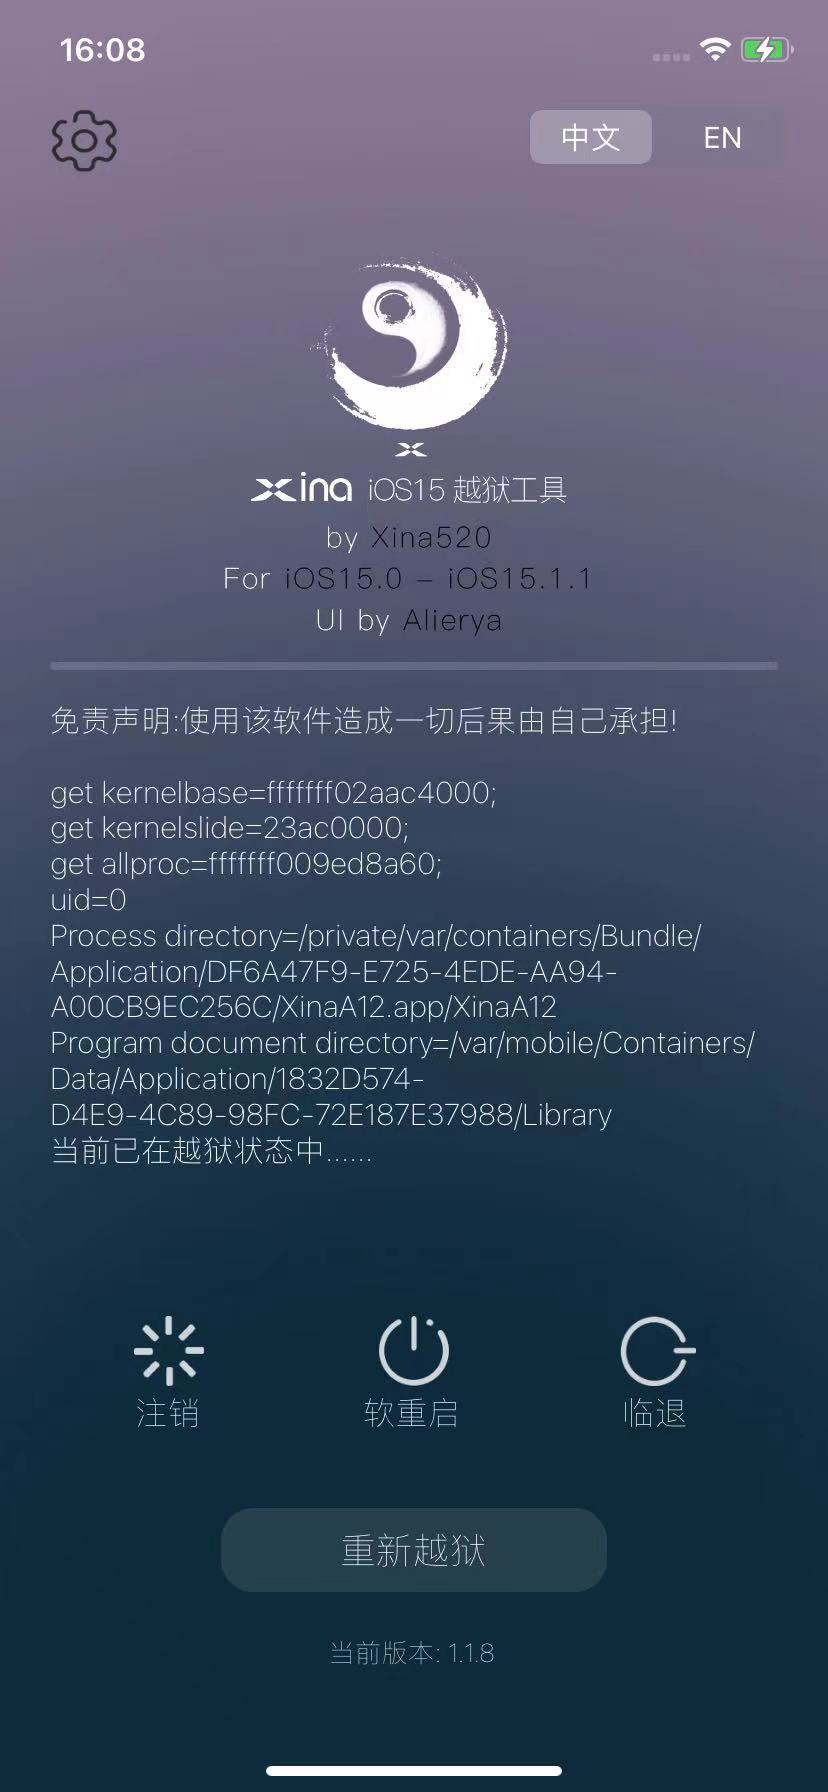 16:08
中文 EN
Xina iOS15 越狱工具
by Xina520
For iOS15.0 – iOS15.1.1
UI by Alierya
免责声明:使用该软件造成一切后果由自己承担!
get kernelbase=fffffff02aac4000;
get kernelslide=23ac0000;
get allproc=fffffff009ed8a60;
uid=0
Process directory=/private/var/containers/Bundle/
Application/DF6A47F9-E725-4EDE-AA94-
A00CB9EC256C/XinaA12.app/XinaA12
Program document directory=/var/mobile/Containers/
Data/Application/1832D574-
D4E9-4C89-98FC-72E187E37988/Library
当前已在越狱状态中......
注销 软重启 临退
重新越狱
当前版本: 1.1.8